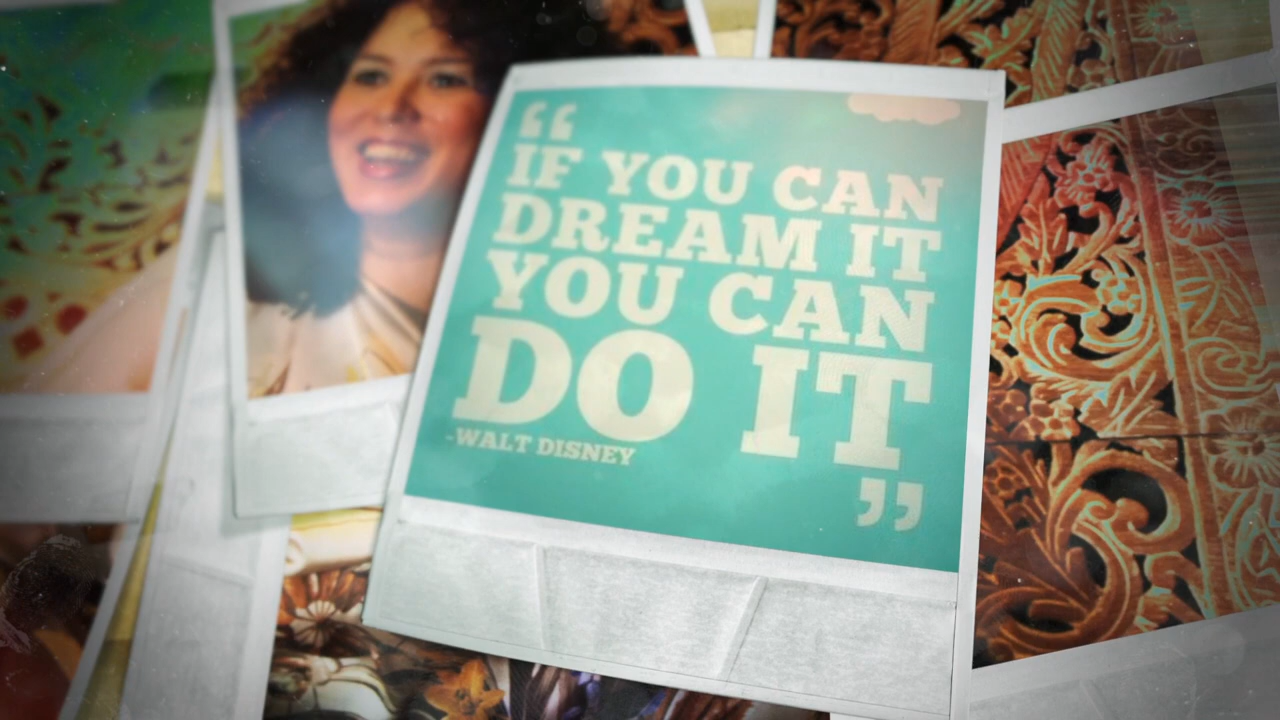 “
IF YOU CAN
DREAM IT
YOU CAN
DO IT
-WALT DISNEY
”